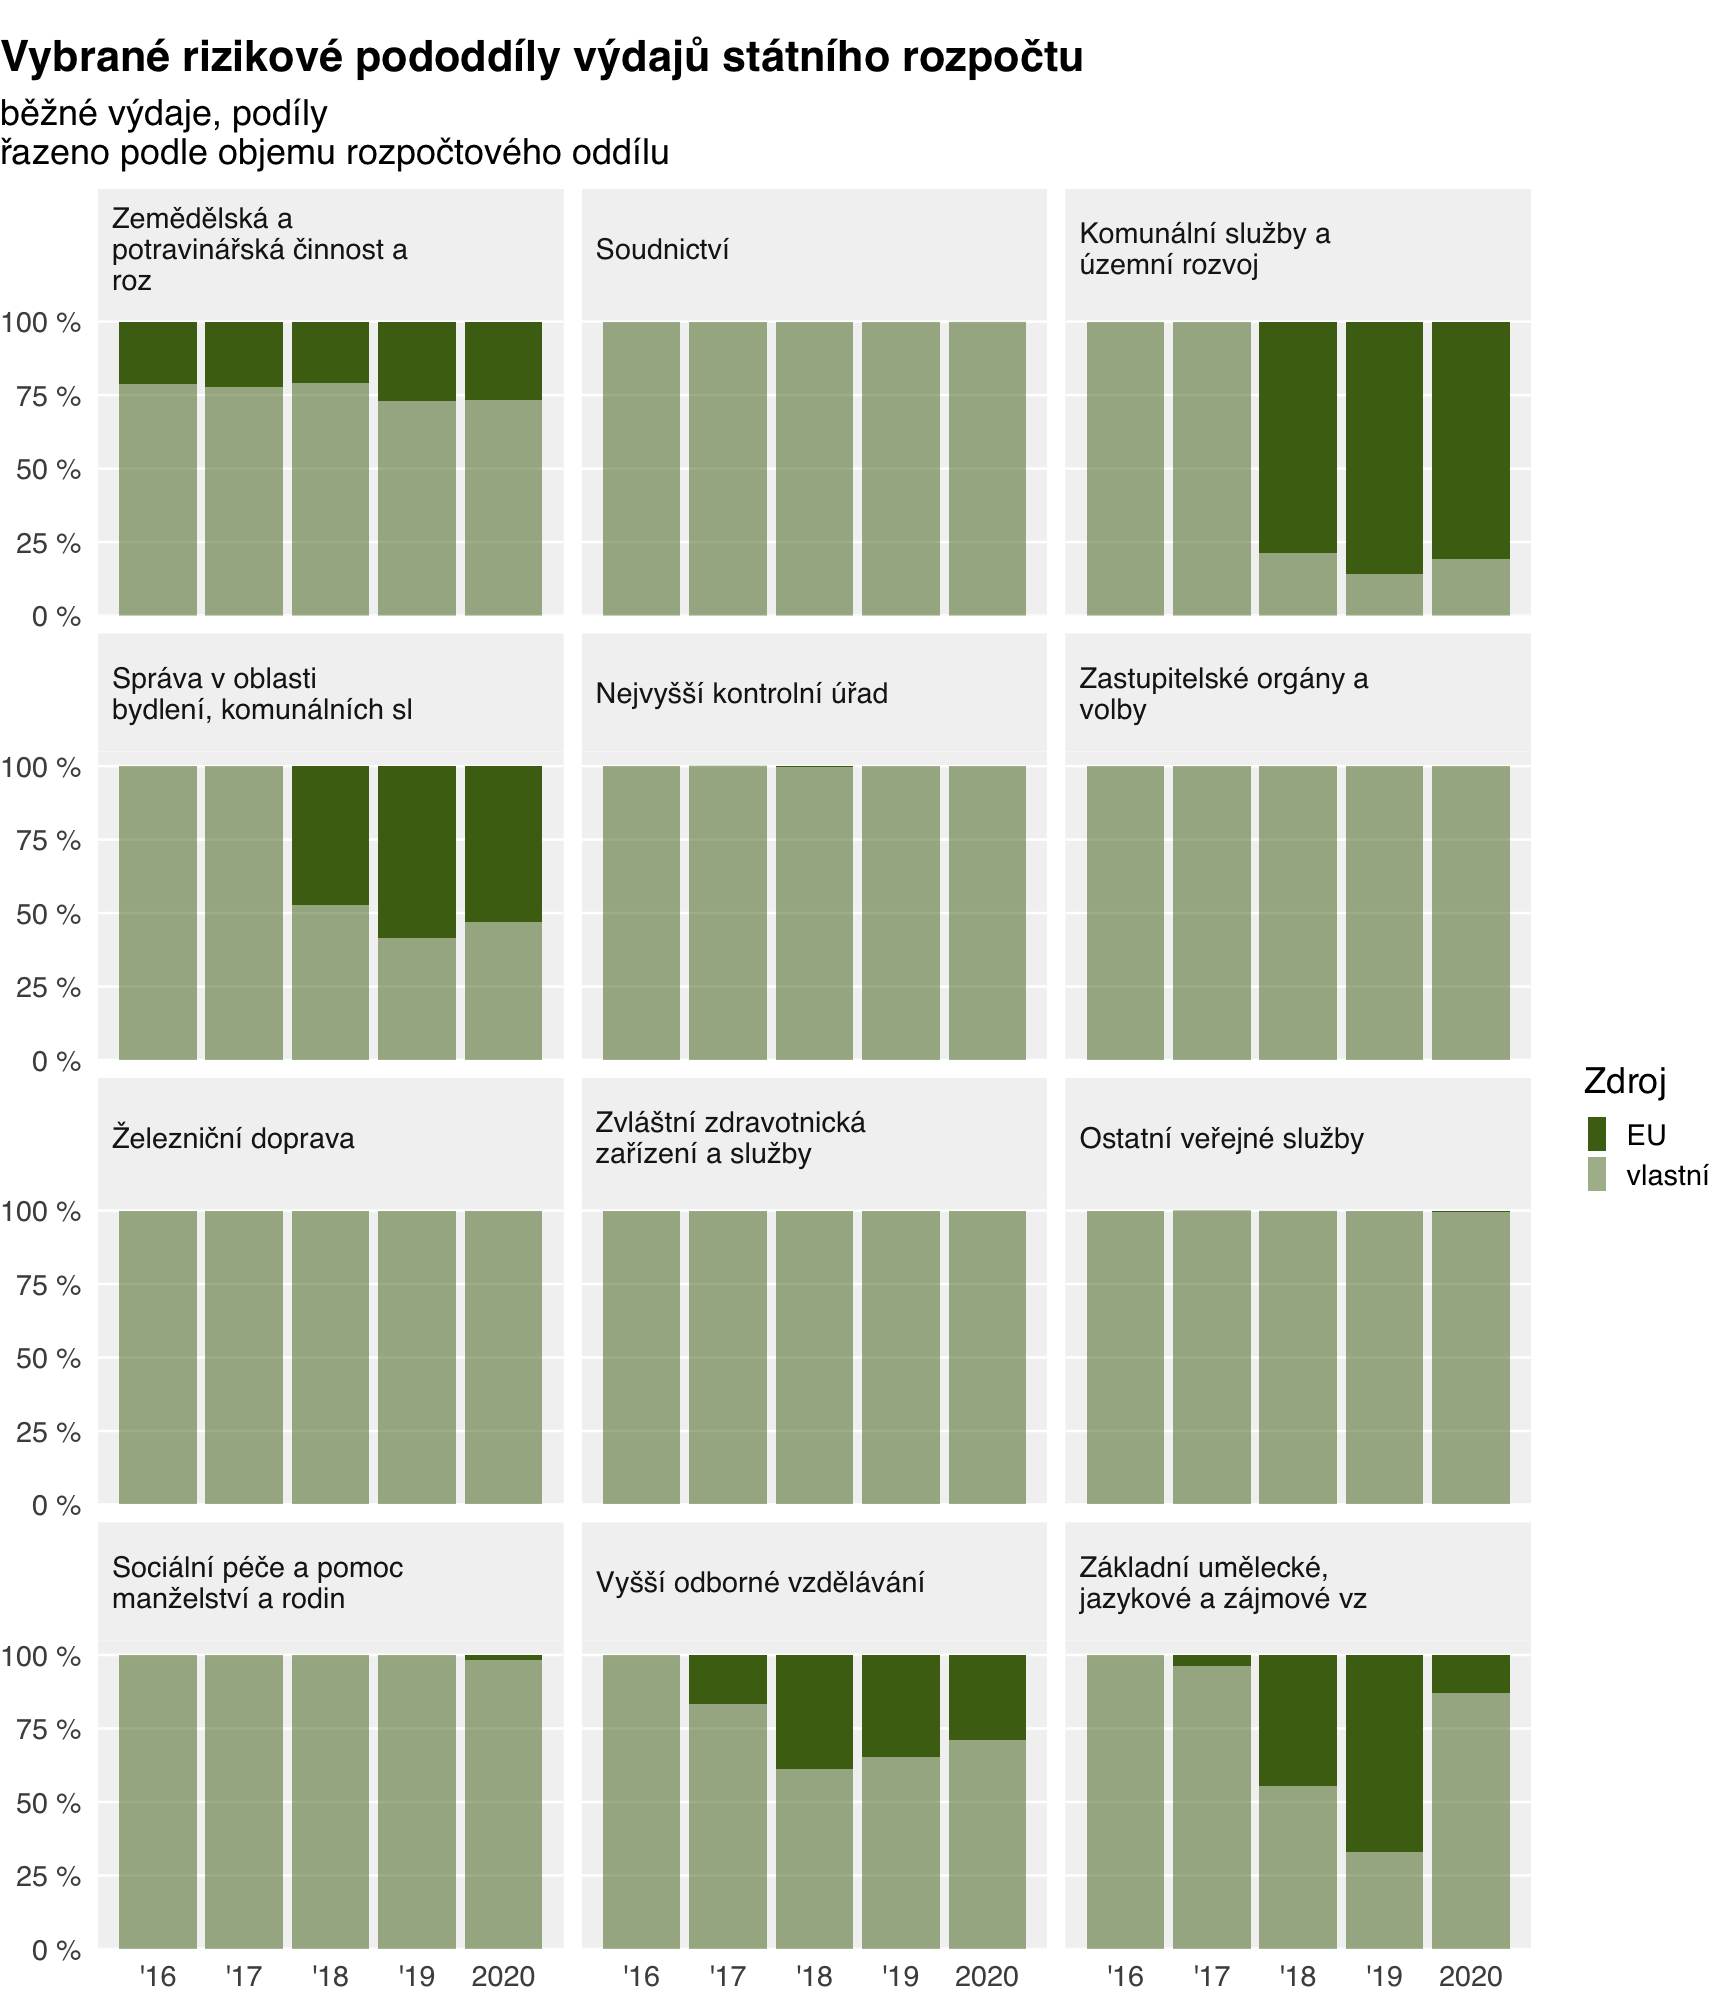 Vybrané rizikové pododdíly výdajů státního rozpočtu
běžné výdaje, podíly
řazeno podle objemu rozpočtového oddílu
Zemědělská a
potravinářská činnost a
roz
Soudnictví
Komunální služby a
územní rozvoj
100 %
75 %
50 %
25 %
0 %
Správa v oblasti
bydlení, komunálních sl
Nejvyšší kontrolní úřad
Zastupitelské orgány a
volby
100 %
75 %
50 %
25 %
0 %
Železniční doprava
Zvláštní zdravotnická
zařízení a služby
Ostatní veřejné služby
100 %
75 %
50 %
25 %
0 %
Sociální péče a pomoc
manželství a rodin
Vyšší odborné vzdělávání
Základní umělecké,
jazykové a zájmové vz
100 %
75 %
50 %
25 %
0 %
'16 '17 '18 '19 2020
'16 '17 '18 '19 2020
'16 '17 '18 '19 2020
Zdroj
EU
vlastní